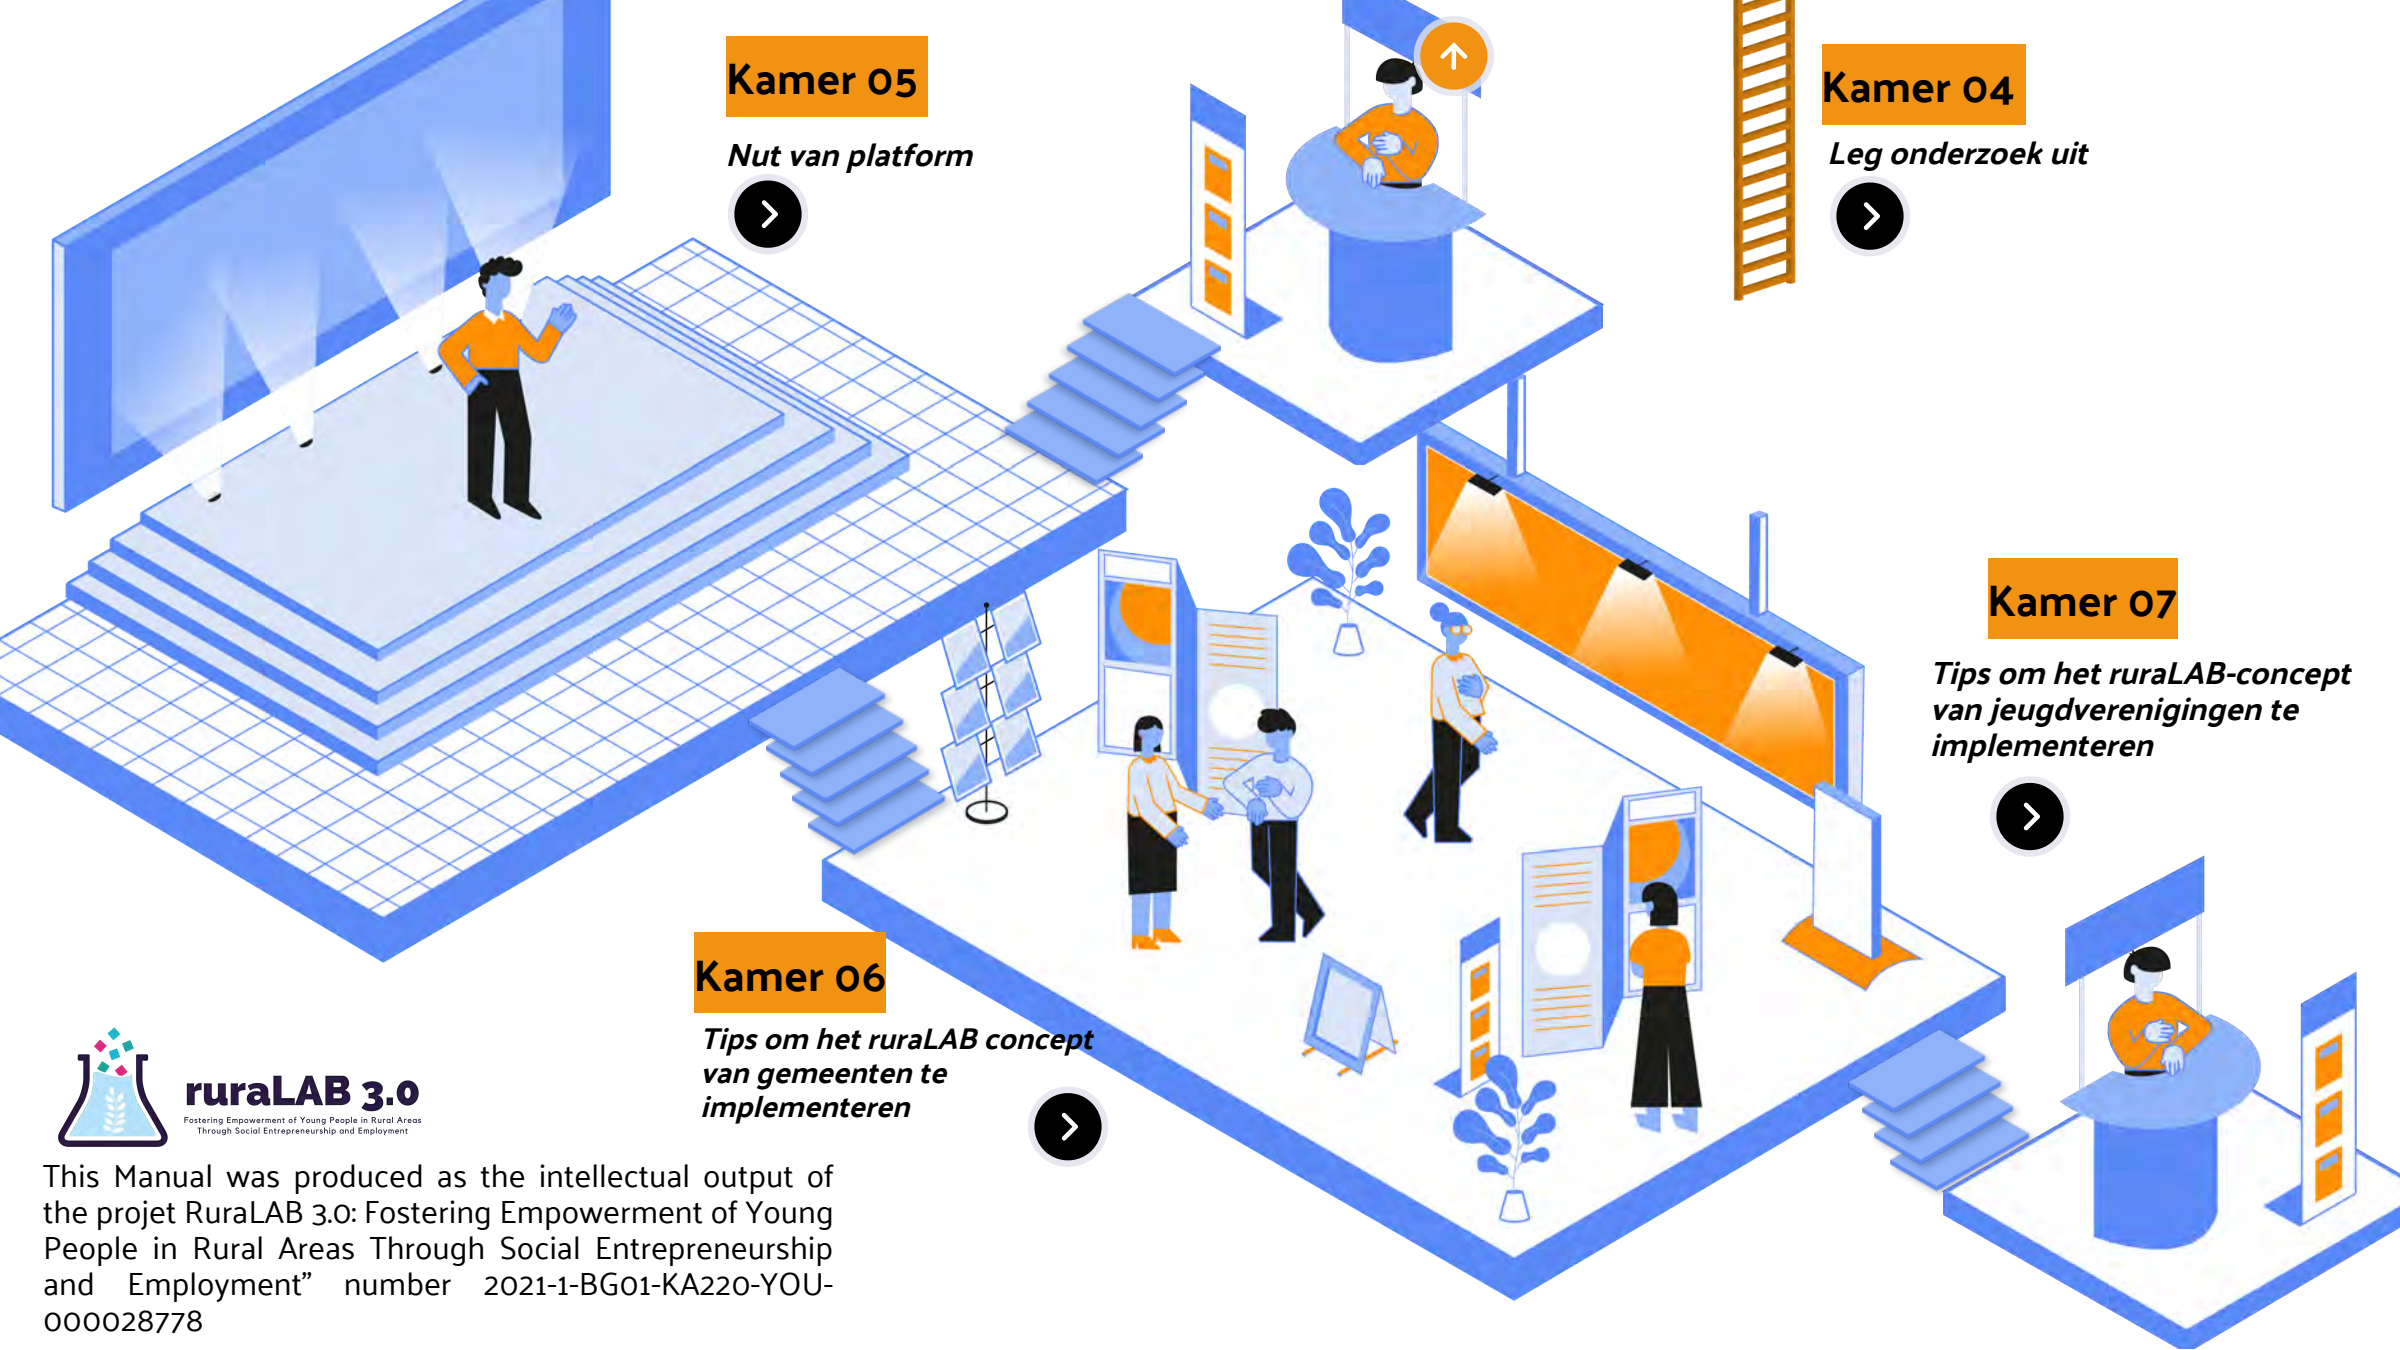 Kamer 05
Nut van platform
Kamer 04
Leg onderzoek uit
Kamer 07
Tips om het ruraLAB-concept
van jeugdverenigingen te
implementeren
Kamer 06
Tips om het ruraLAB concept
van gemeenten te
implementeren
ruraLAB 3.0
Fostering Empowerment of Young People in Rural Areas
Through Social Entrepreneurship and Employment
This Manual was produced as the intellectual output of
the projet RuraLAB 3.0: Fostering Empowerment of Young
People in Rural Areas Through Social Entrepreneurship
and Employment” number 2021-1-BG01-KA220-YOU-
000028778